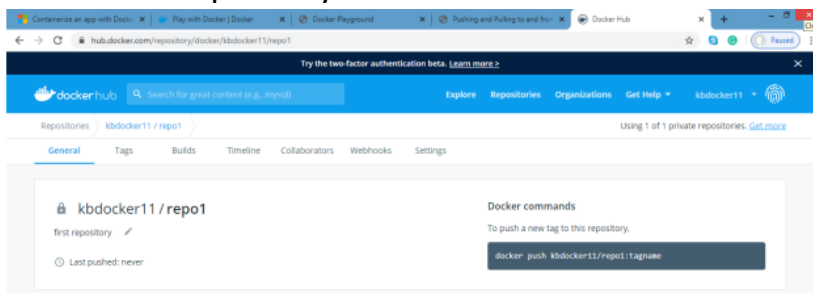 Containerize an app with Docke
Play with Docker | Docker
Docker Playground
Pushing and Pulling to and fron
Docker Hub
hub.docker.com/repository/docker/kbdocker11/repo1
Paused
Try the two-factor authentication beta. Learn more >
dockerhub
Search for great content (e.g., mysql)
Explore Repositories Organizations Get Help kbdocker11
Repositories kbdocker11 / repo1
Using 1 of 1 private repositories. Get more
General Tags Builds Timeline Collaborators Webhooks Settings
kbdocker11 / repo1
first repository
Last pushed: never
Docker commands
To push a new tag to this repository,
docker push kbdocker11/repo1:tagname